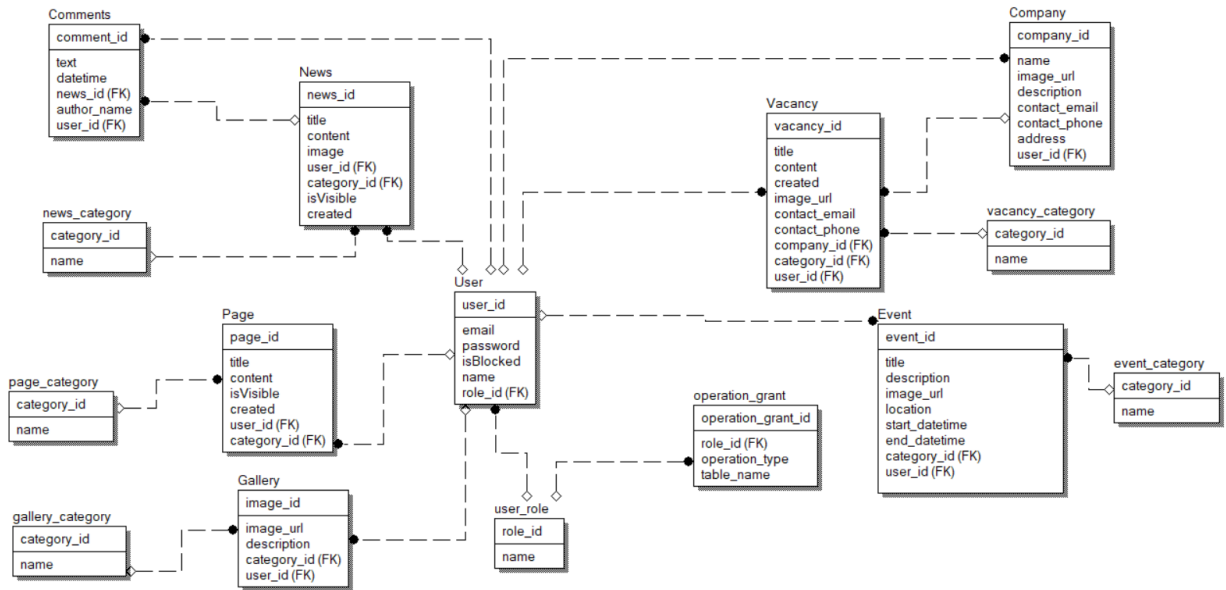 Comments
comment_id
text
datetime
news_id (FK)
author_name
user_id (FK)
News
news_id
title
content
image
user_id (FK)
category_id (FK)
isVisible
created
Company
company_id
name
image_url
description
contact_email
contact_phone
address
user_id (FK)
Vacancy
vacancy_id
title
content
created
image_url
contact_email
contact_phone
company_id (FK)
category_id (FK)
user_id (FK)
news_category
category_id
name
vacancy_category
category_id
name
User
user_id
email
password
isBlocked
name
role_id (FK)
Page
page_id
title
content
isVisible
created
user_id (FK)
category_id (FK)
Event
event_id
title
description
image_url
location
start_datetime
end_datetime
category_id (FK)
user_id (FK)
event_category
category_id
name
page_category
category_id
name
operation_grant
operation_grant_id
role_id (FK)
operation_type
table_name
Gallery
image_id
image_url
description
category_id (FK)
user_id (FK)
gallery_category
category_id
name
user_role
role_id
name